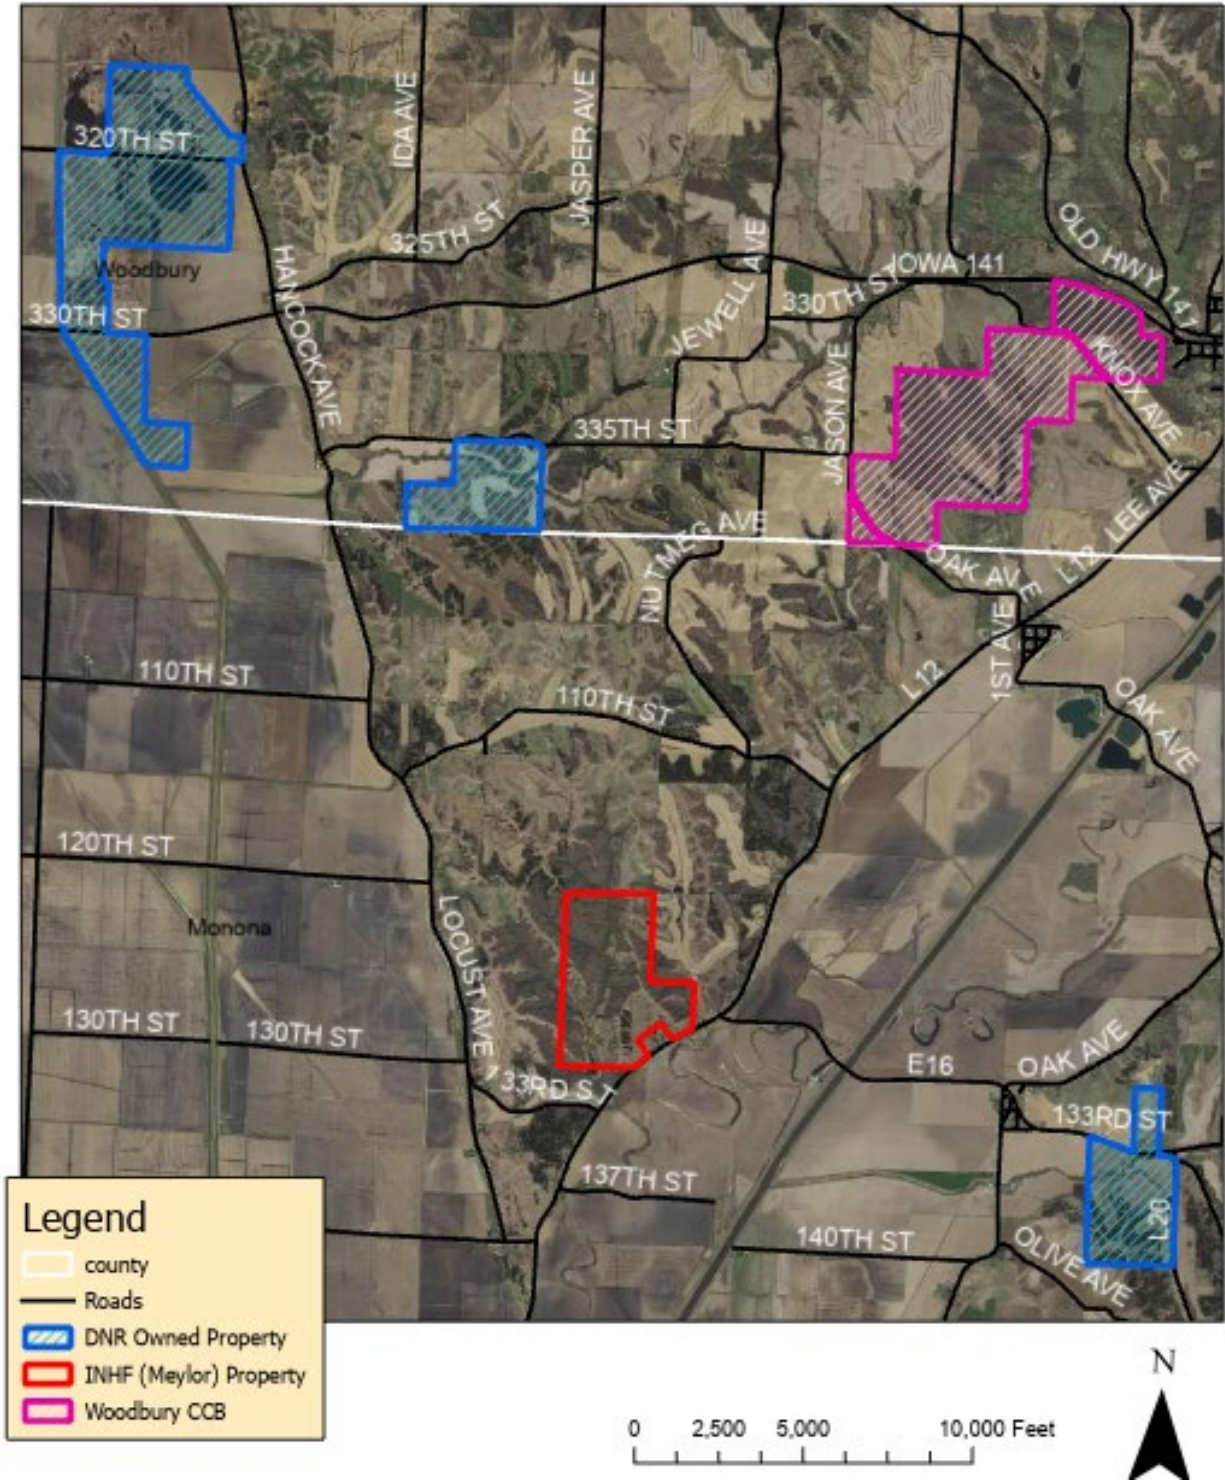 IDA AVE
JASPER AVE
320TH ST
OLD HWY 141
325TH ST
HANCOCK AVE
JEWELL AVE
IOWA 141
Woodbury
330TH ST
330TH ST
KNOX AVE
JASON AVE
335TH ST
LEE AVE
NUTMEG AVE
OAK AVE
L12
1ST AVE
110TH ST
L12
110TH ST
OAK AVE
120TH ST
LOCUST AVE
Monona
130TH ST
130TH ST
E16
OAK AVE
133RD ST
133RD ST
137TH ST
L20
140TH ST
OLIVE AVE
Legend
county
Roads
DNR Owned Property
INHF (Meylor) Property
Woodbury CCB
N
0 2,500 5,000 10,000 Feet